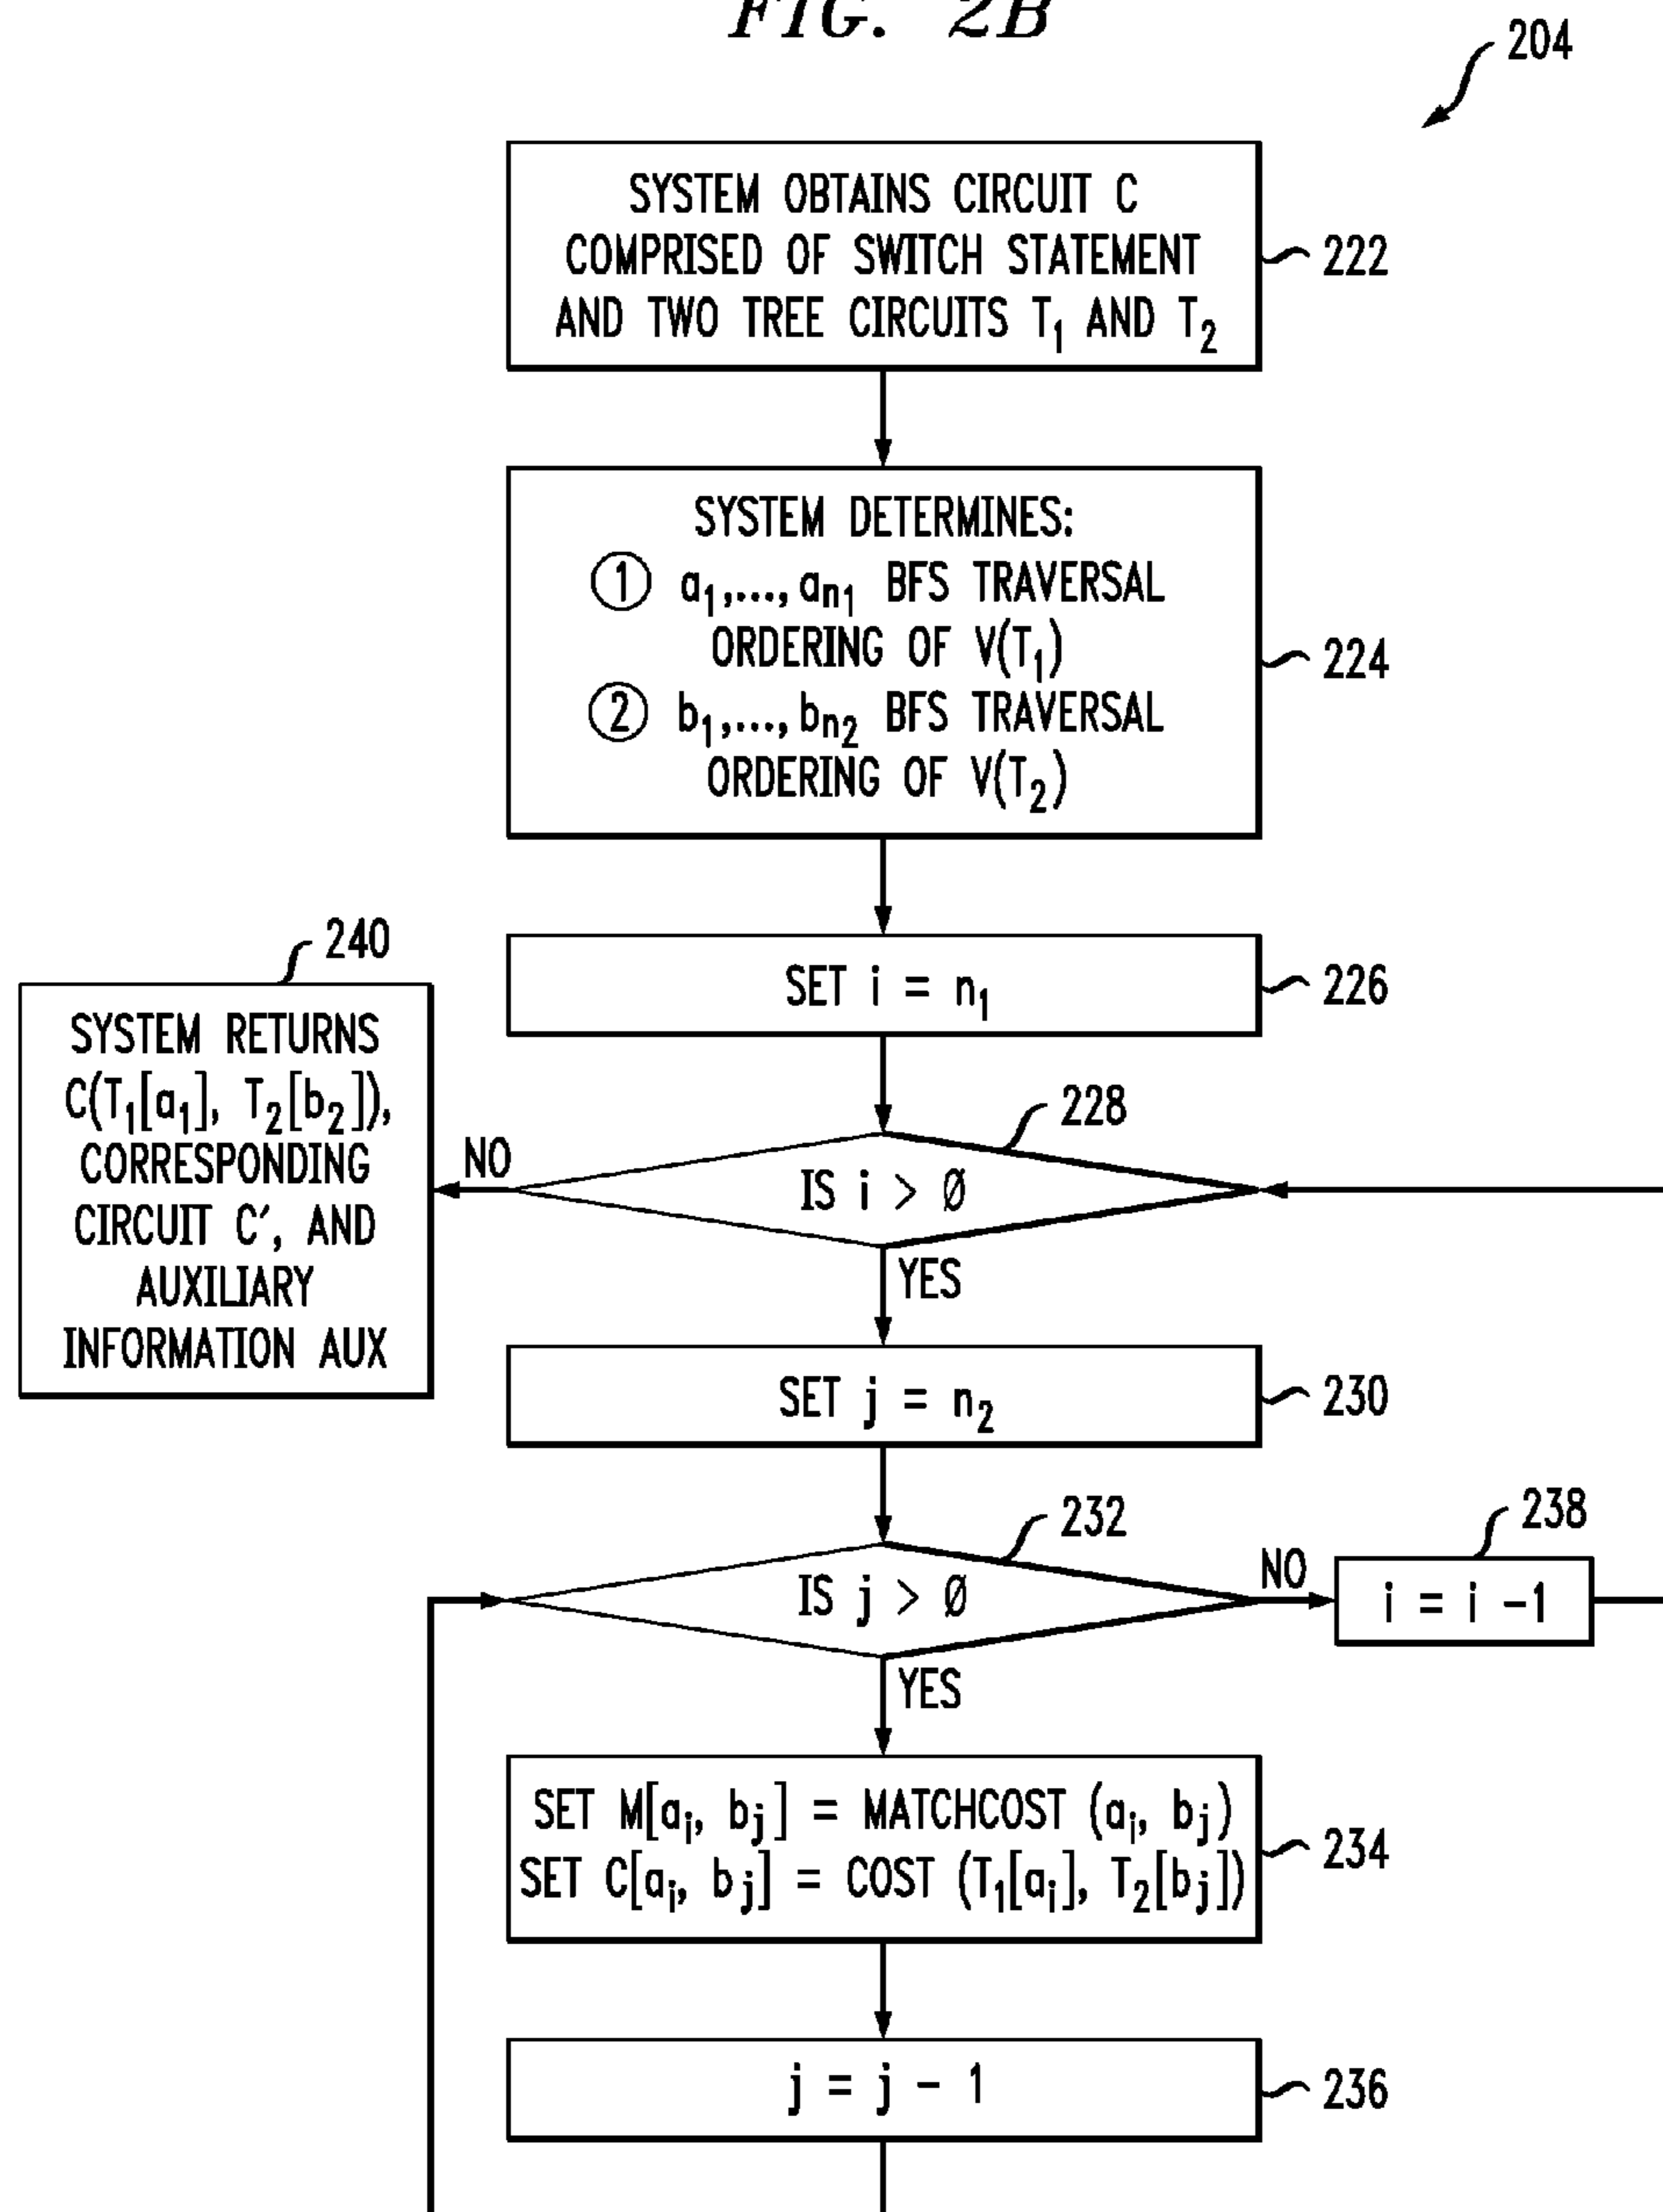 FIG. 2B
204
SYSTEM OBTAINS CIRCUIT C
COMPRISED OF SWITCH STATEMENT
AND TWO TREE CIRCUITS T1 AND T2
222
SYSTEM DETERMINES:
① a1,...,an1 BFS TRAVERSAL
ORDERING OF V(T1)
② b1,...,bn2 BFS TRAVERSAL
ORDERING OF V(T2)
224
SET i = n1
226
240
SYSTEM RETURNS
C(T1[a1], T2[b2]),
CORRESPONDING
CIRCUIT C′, AND
AUXILIARY
INFORMATION AUX
228
IS i > Ø
NO
YES
SET j = n2
230
232
IS j > Ø
NO
YES
238
i = i -1
SET M[ai, bj] = MATCHCOST (ai, bj)
SET C[ai, bj] = COST (T1[ai], T2[bj])
234
j = j - 1
236